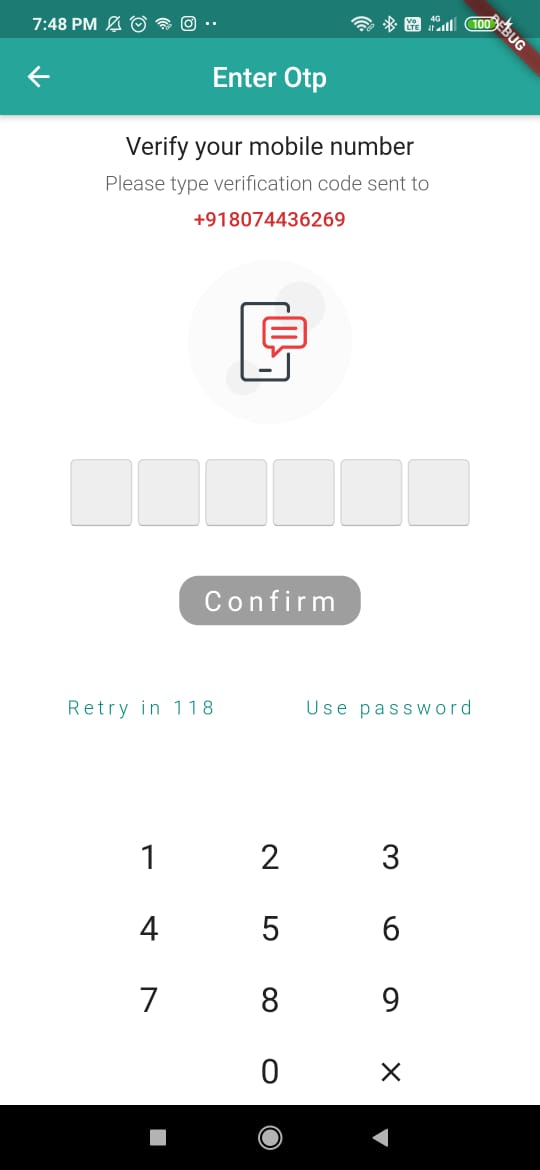 7:48 PM
Vo LTE
4G
100
DEBUG
Enter Otp
Verify your mobile number
Please type verification code sent to
+918074436269
Confirm
Retry in 118
Use password
1 2 3
4 5 6
7 8 9
0 ×